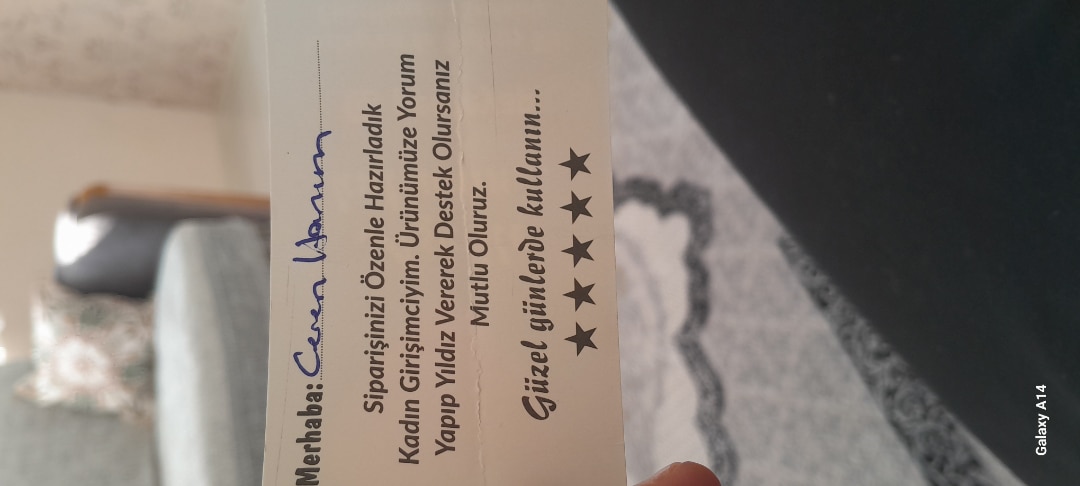 Merhaba: Ceren Hanım
Siparişinizi Özenle Hazırladık
Kadın Girişimciyim. Ürünümüze Yorum
Yapıp Yıldız Vererek Destek Olursanız
Mutlu Oluruz.
Güzel günlerde kullanın...
Galaxy A14